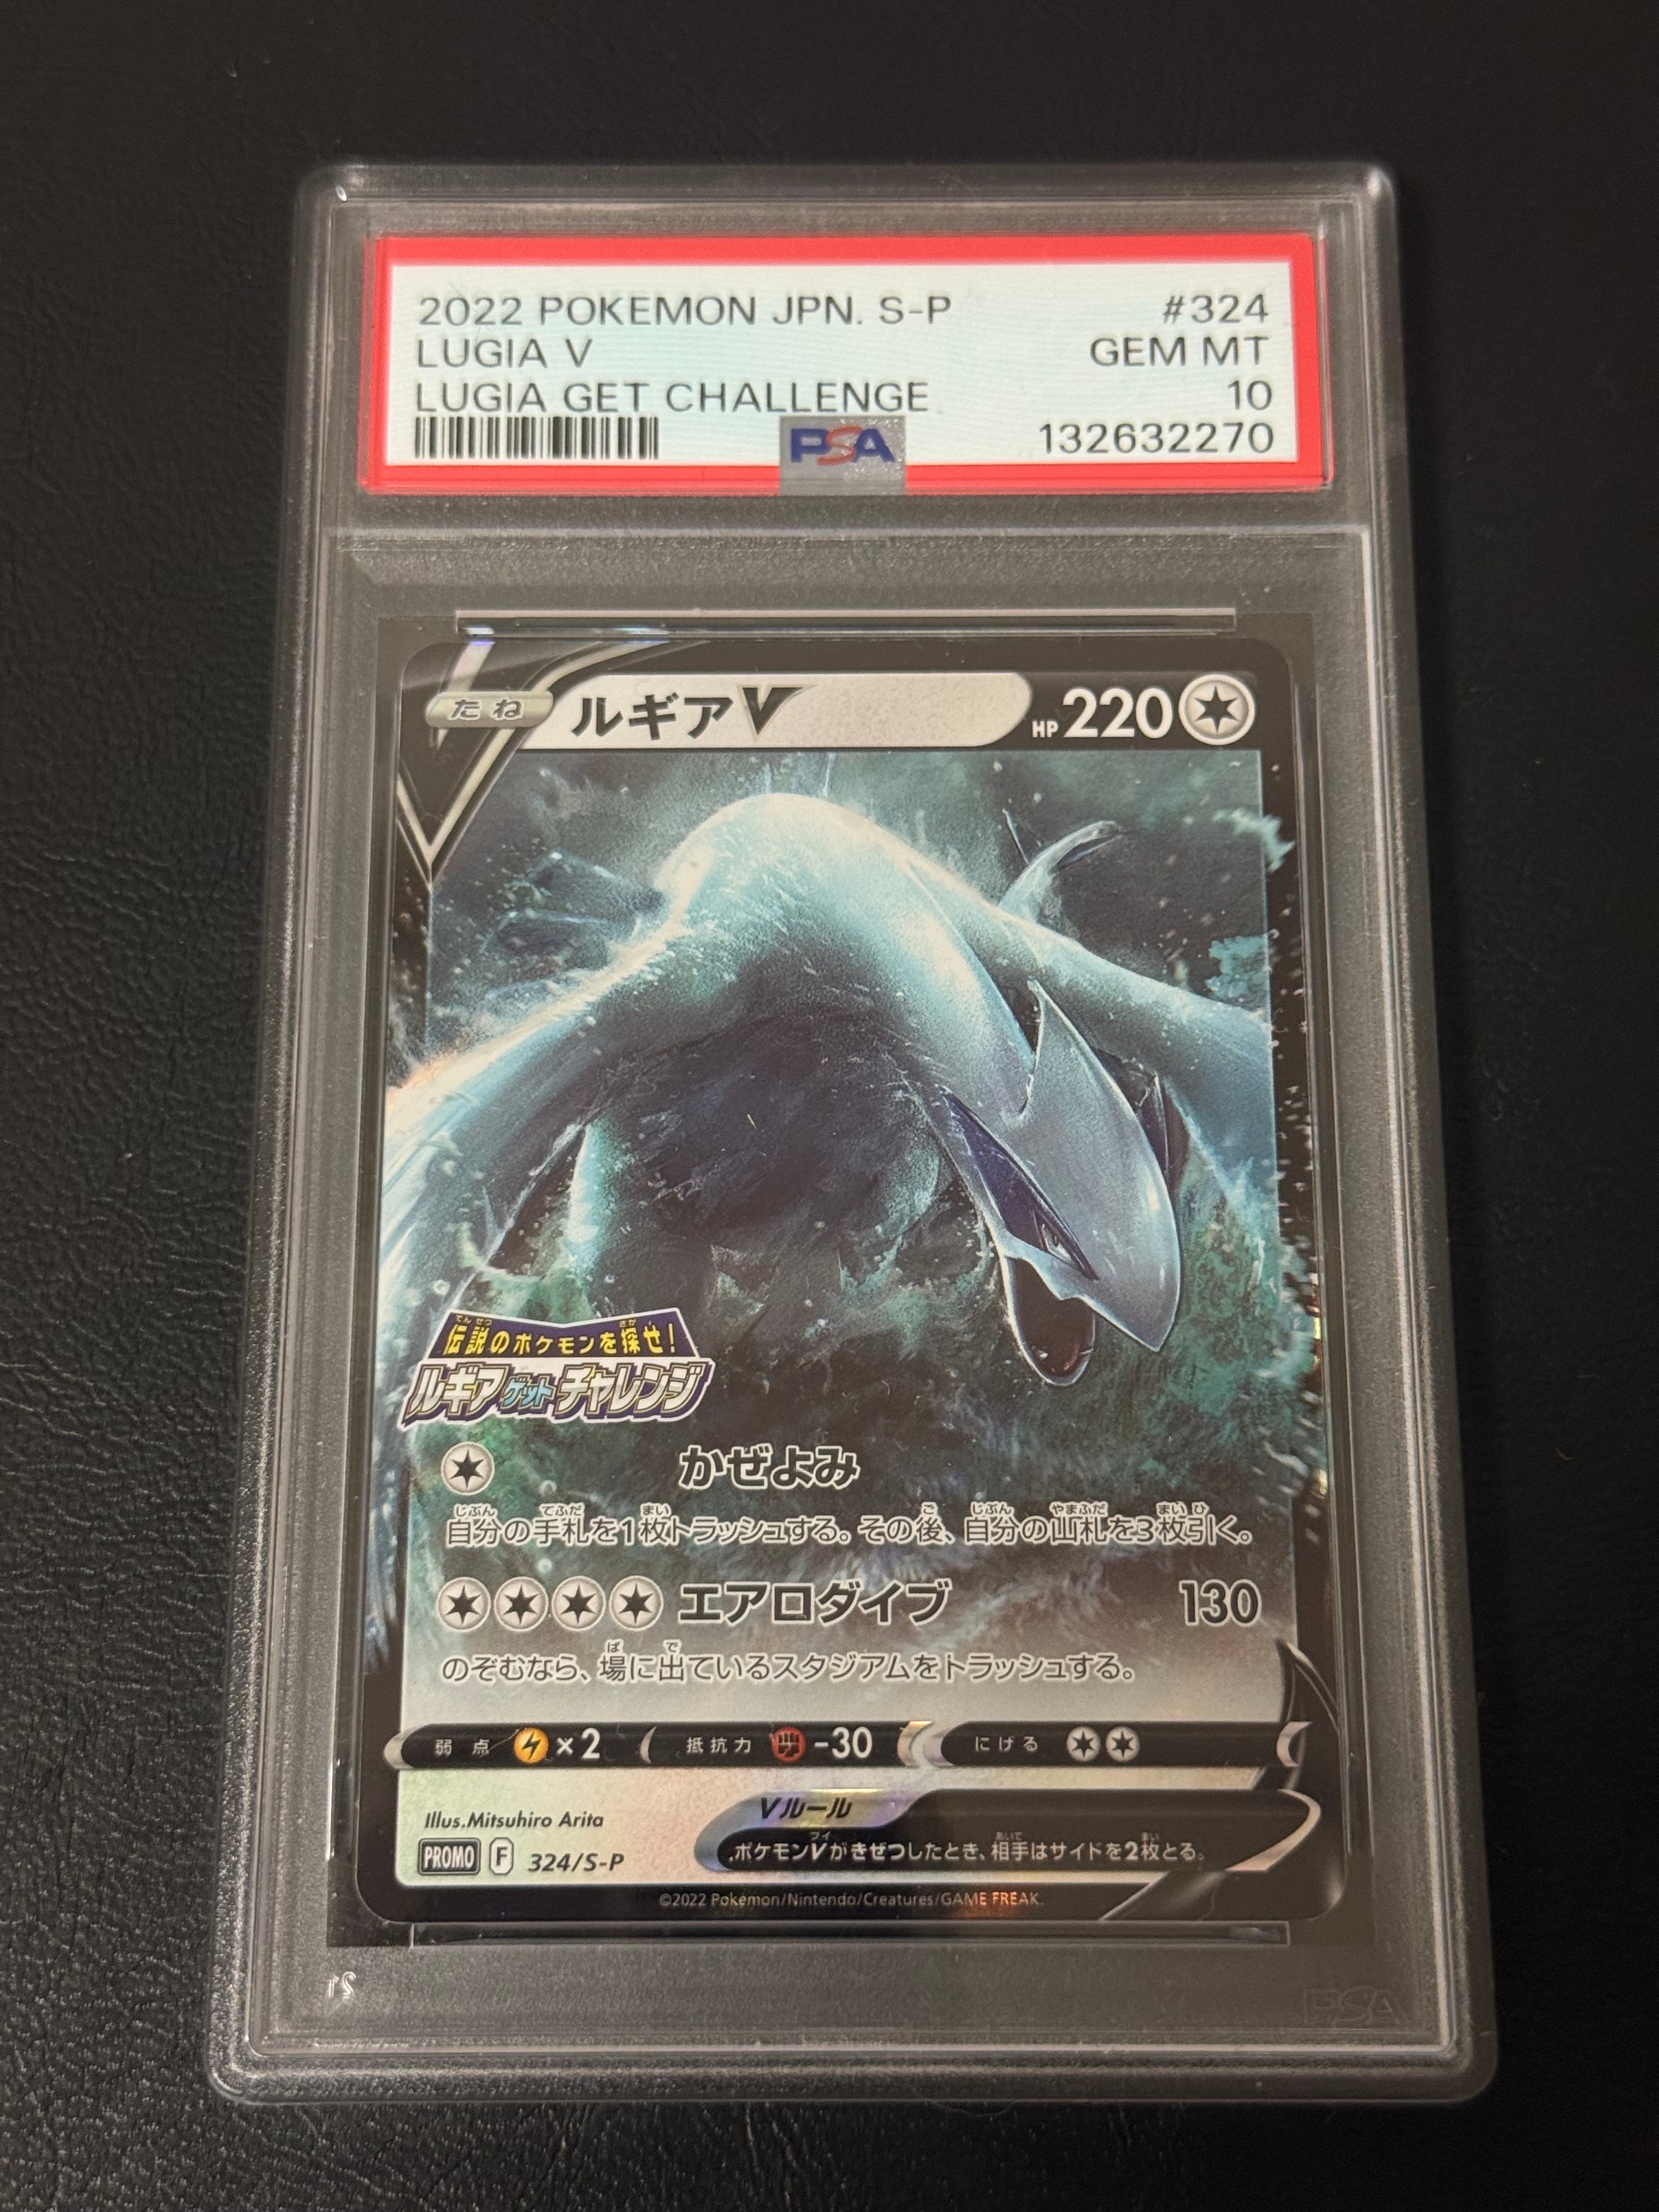 2022 POKEMON JPN. S-P #324
LUGIA V GEM MT
LUGIA GET CHALLENGE 10
PSA 132632270
たね ルギアV HP 220
伝説のポケモンを探せ!
ルギアゲットチャレンジ
かぜよみ
自分の手札を1枚トラッシュする。その後、自分の山札を3枚引く。
エアロダイブ 130
のぞむなら、場に出ているスタジアムをトラッシュする。
弱点 ×2 抵抗力 -30 にげる
Illus.Mitsuhiro Arita
Vルール
PROMO F 324/S-P
ポケモンVがきぜつしたとき、相手はサイドを2枚とる。
©2022 Pokémon/Nintendo/Creatures/GAME FREAK.
PSA